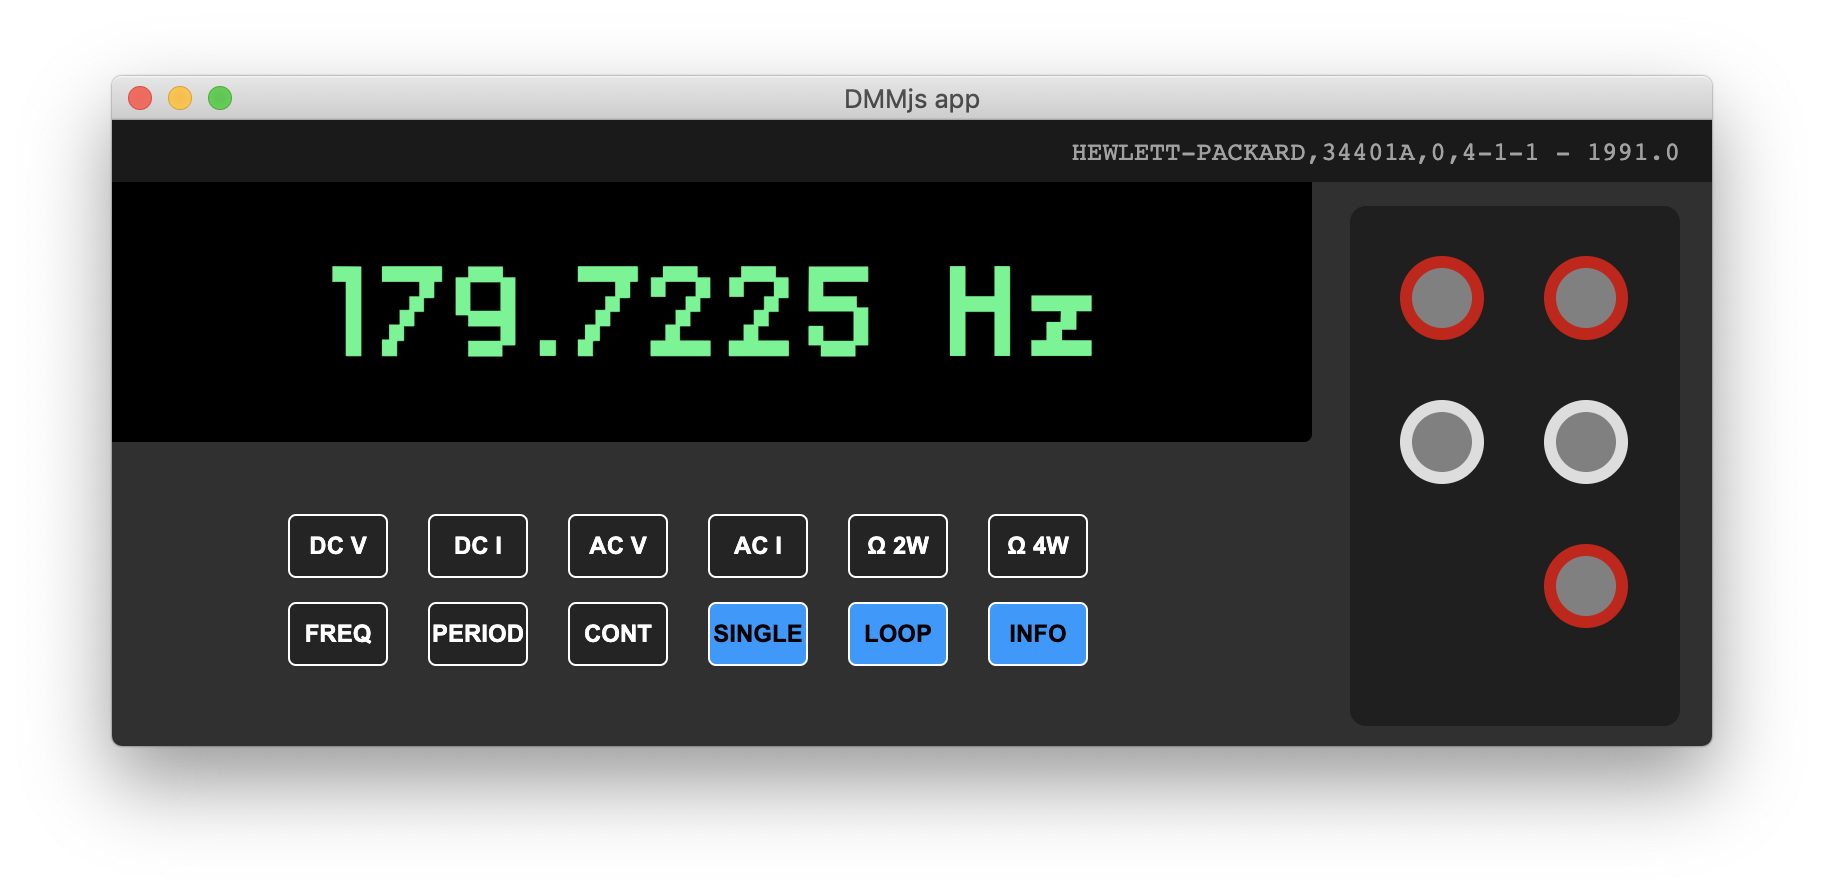 DMMjs app
HEWLETT-PACKARD,34401A,0,4-1-1 - 1991.0
179.7225 Hz
DC V DC I AC V AC I Ω 2W Ω 4W
FREQ PERIOD CONT SINGLE LOOP INFO